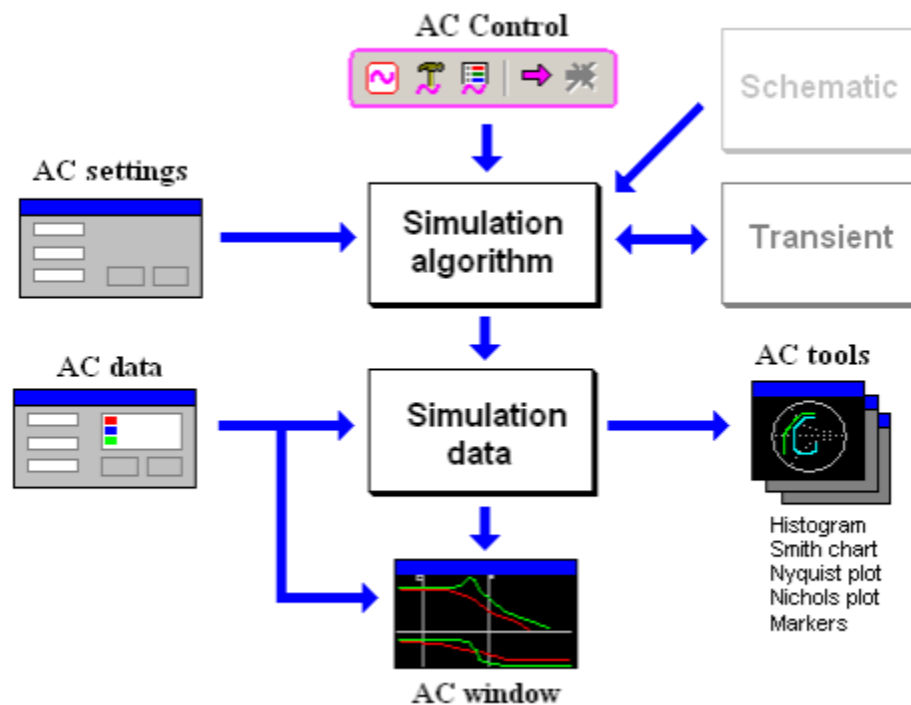 AC Control
Schematic
AC settings
Simulation
algorithm
Transient
AC data
Simulation
data
AC tools
Histogram
Smith chart
Nyquist plot
Nichols plot
Markers
AC window